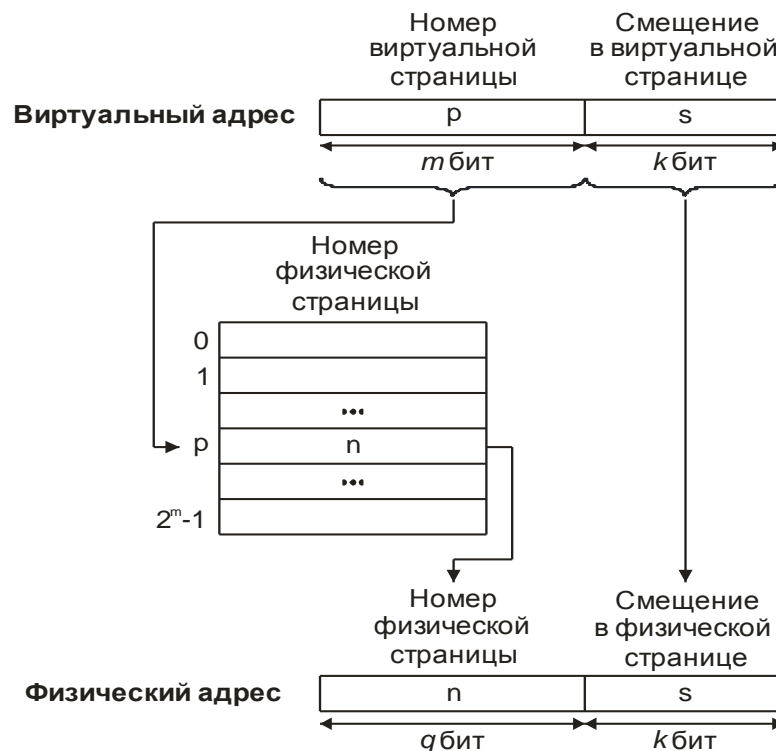 Номер
виртуальной
страницы
Смещение
в виртуальной
странице
Виртуальный адрес
p
s
m бит
k бит
Номер
физической
страницы
0
1
•••
p
n
•••
2^m-1
Номер
физической
страницы
Смещение
в физической
странице
Физический адрес
n
s
q бит
k бит